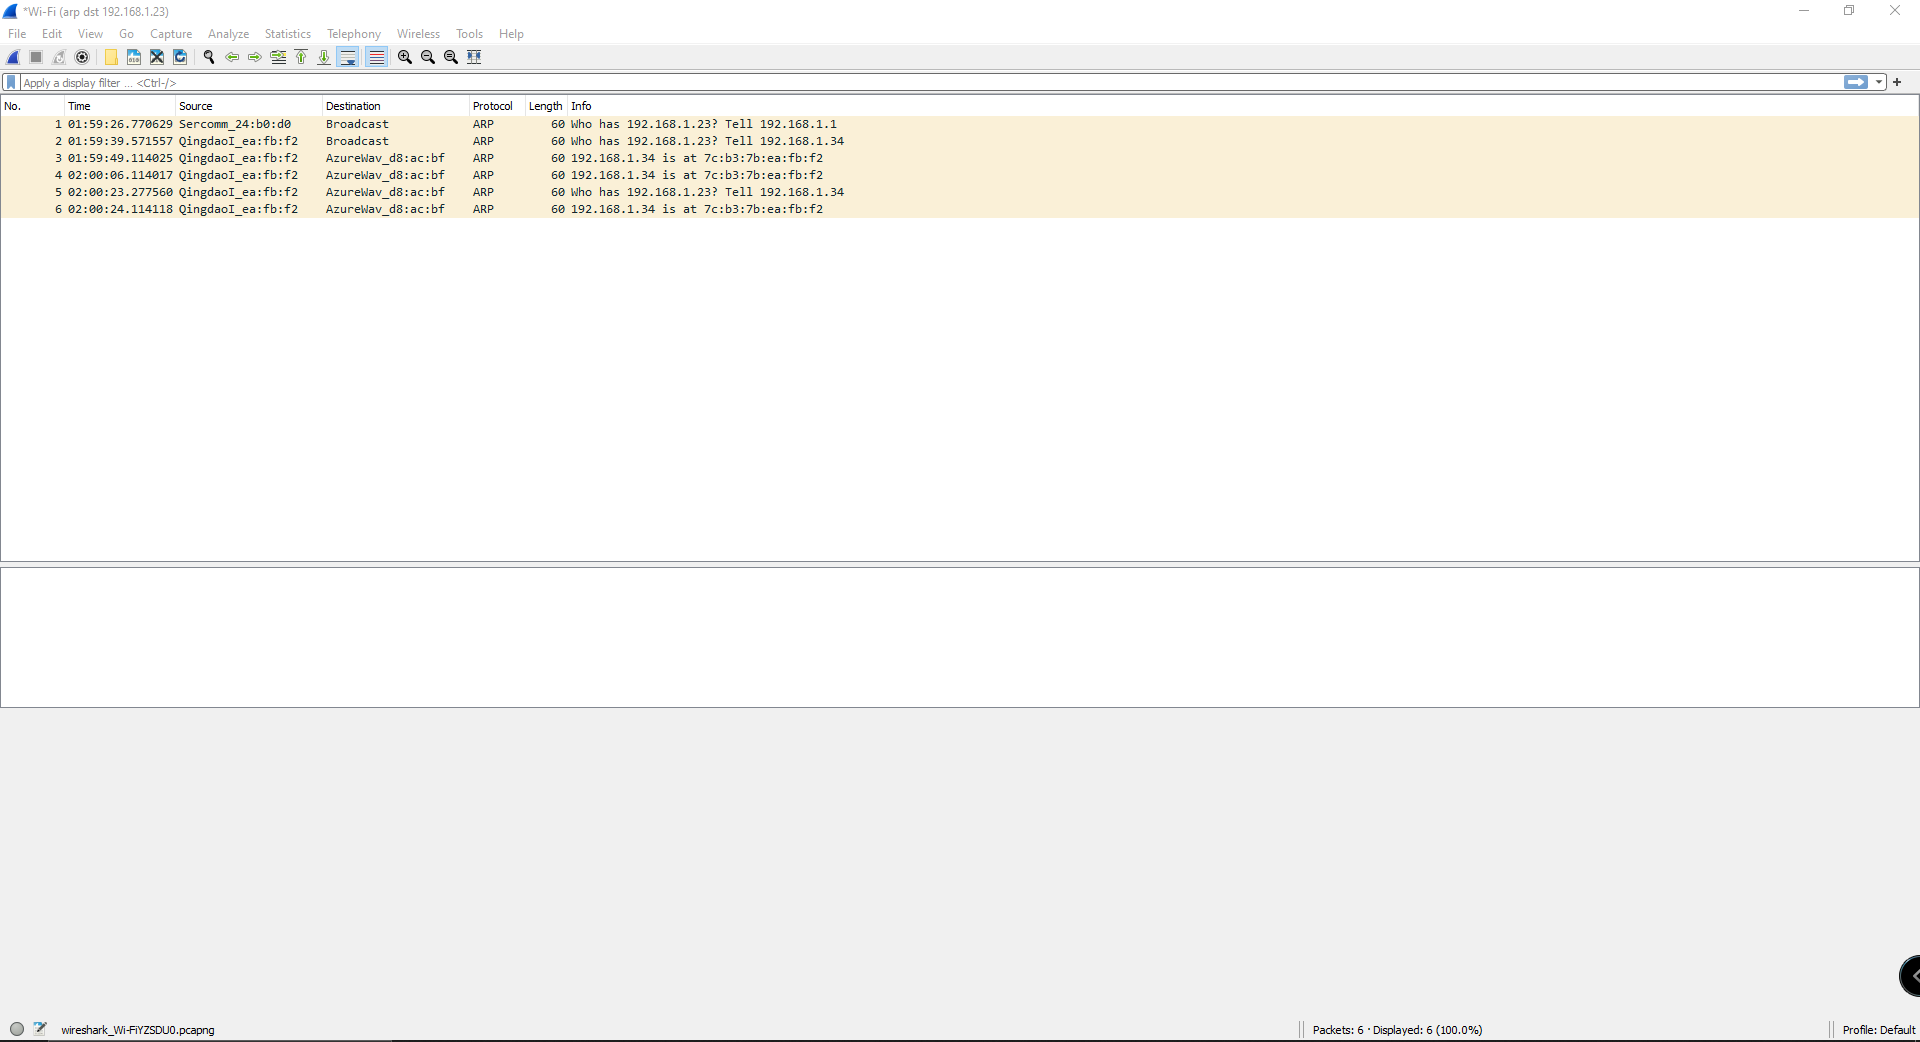 *Wi-Fi (arp dst 192.168.1.23)
File Edit View Go Capture Analyze Statistics Telephony Wireless Tools Help
Apply a display filter ... <Ctrl-/>
No. Time Source Destination Protocol Length Info
1 01:59:26.770629 Sercomm_24:b0:d0 Broadcast ARP 60 Who has 192.168.1.23? Tell 192.168.1.1
2 01:59:39.571557 QingdaoI_ea:fb:f2 Broadcast ARP 60 Who has 192.168.1.23? Tell 192.168.1.34
3 01:59:49.114025 QingdaoI_ea:fb:f2 AzureWav_d8:ac:bf ARP 60 192.168.1.34 is at 7c:b3:7b:ea:fb:f2
4 02:00:06.114017 QingdaoI_ea:fb:f2 AzureWav_d8:ac:bf ARP 60 192.168.1.34 is at 7c:b3:7b:ea:fb:f2
5 02:00:23.277560 QingdaoI_ea:fb:f2 AzureWav_d8:ac:bf ARP 60 Who has 192.168.1.23? Tell 192.168.1.34
6 02:00:24.114118 QingdaoI_ea:fb:f2 AzureWav_d8:ac:bf ARP 60 192.168.1.34 is at 7c:b3:7b:ea:fb:f2
wireshark_Wi-FiYZSDU0.pcapng Packets: 6 · Displayed: 6 (100.0%) Profile: Default